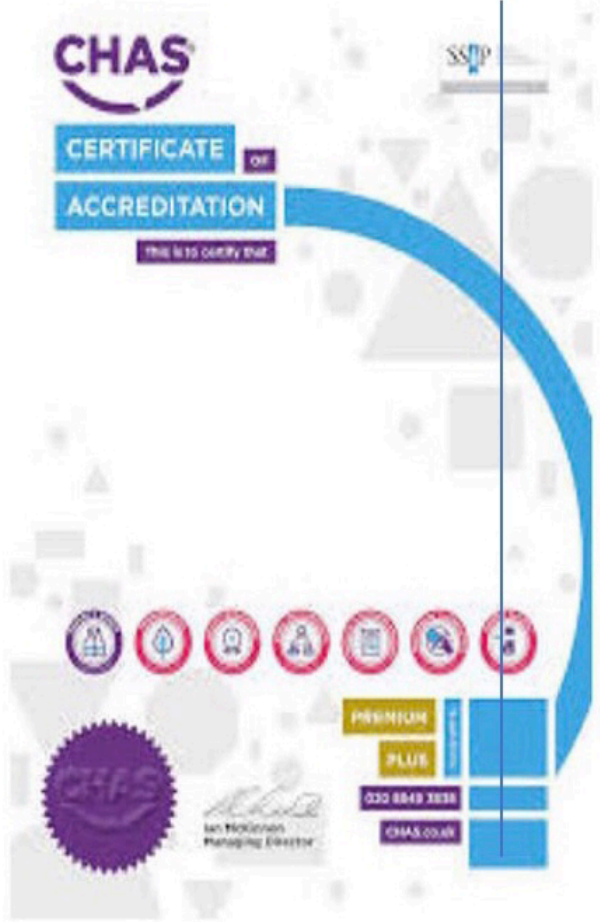 CHAS
SSIP
CERTIFICATE
OF
ACCREDITATION
This is to certify that
PREMIUM
PLUS
CHAS
Ian McKinnon
Managing Director
CHAS.co.uk